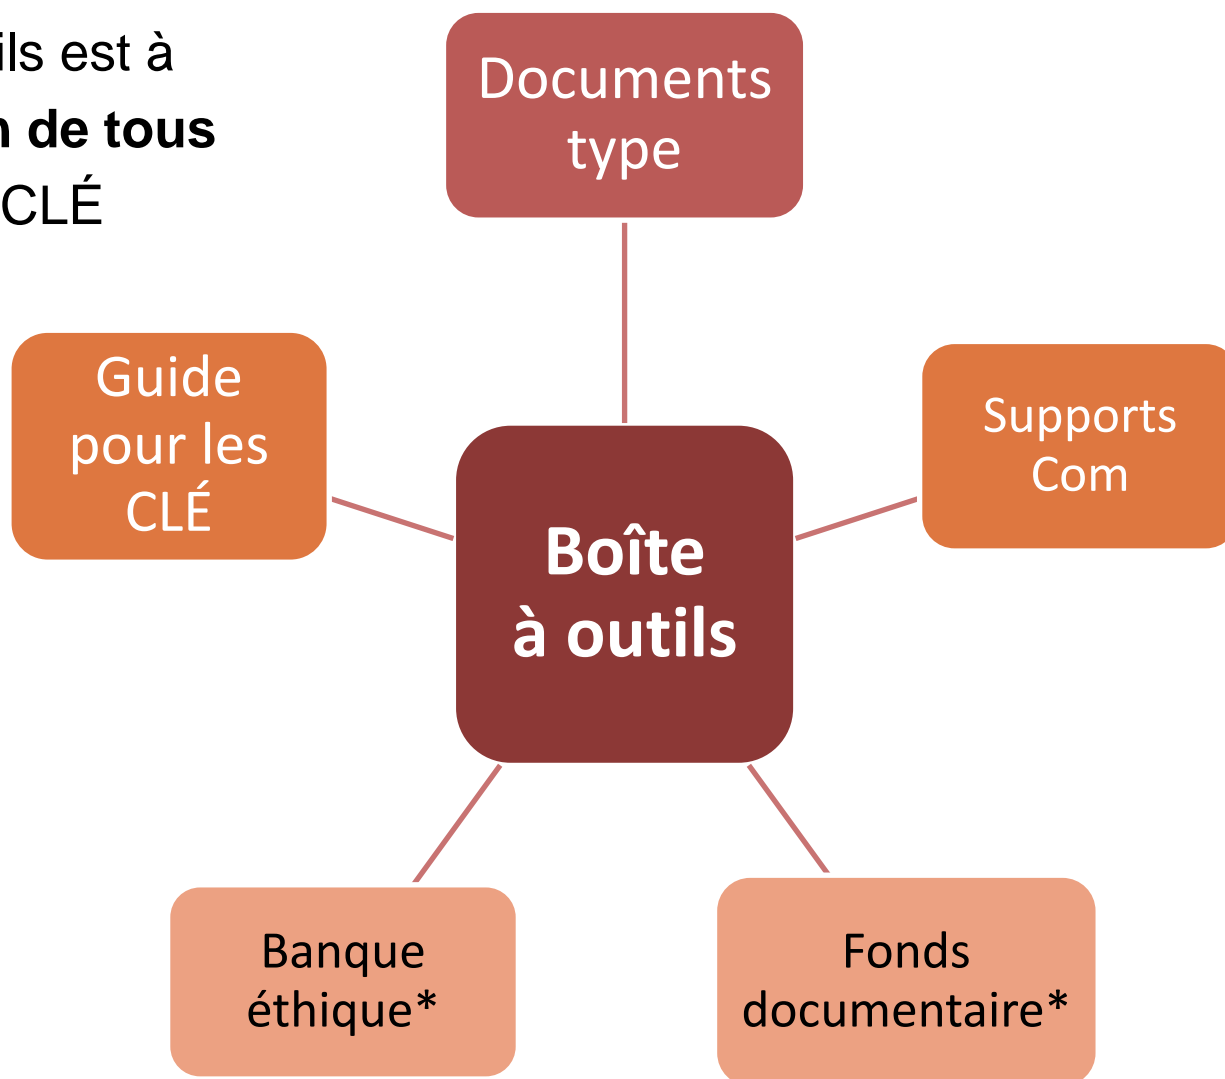 ils est à
n de tous
CLÉ
Documents
type
Guide
pour les
CLÉ
Supports
Com
Boîte
à outils
Banque
éthique*
Fonds
documentaire*